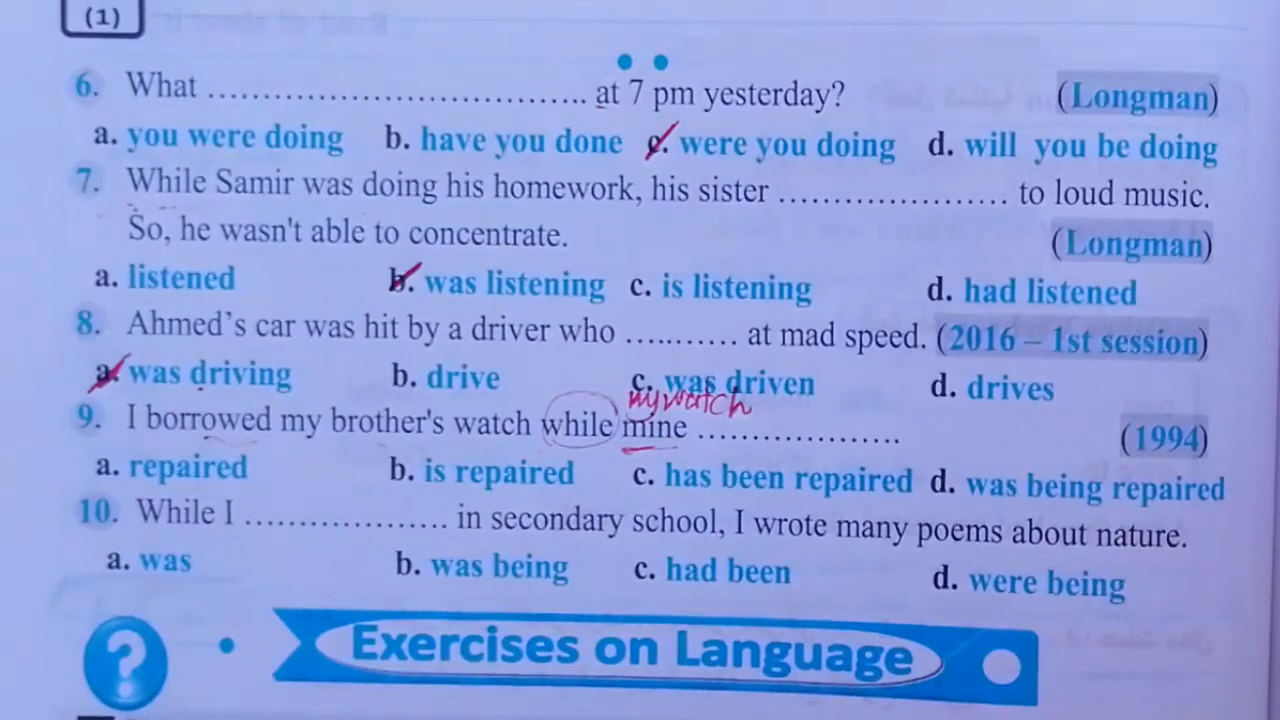 (1)
6. What .................................... at 7 pm yesterday? (Longman)
a. you were doing b. have you done c. were you doing d. will you be doing
7. While Samir was doing his homework, his sister ...................... to loud music.
So, he wasn't able to concentrate. (Longman)
a. listened b. was listening c. is listening d. had listened
8. Ahmed's car was hit by a driver who ........... at mad speed. (2016 – 1st session)
a. was driving b. drive c. was driven d. drives
my watch
9. I borrowed my brother's watch while mine .................... (1994)
a. repaired b. is repaired c. has been repaired d. was being repaired
10. While I ................... in secondary school, I wrote many poems about nature.
a. was b. was being c. had been d. were being
? Exercises on Language